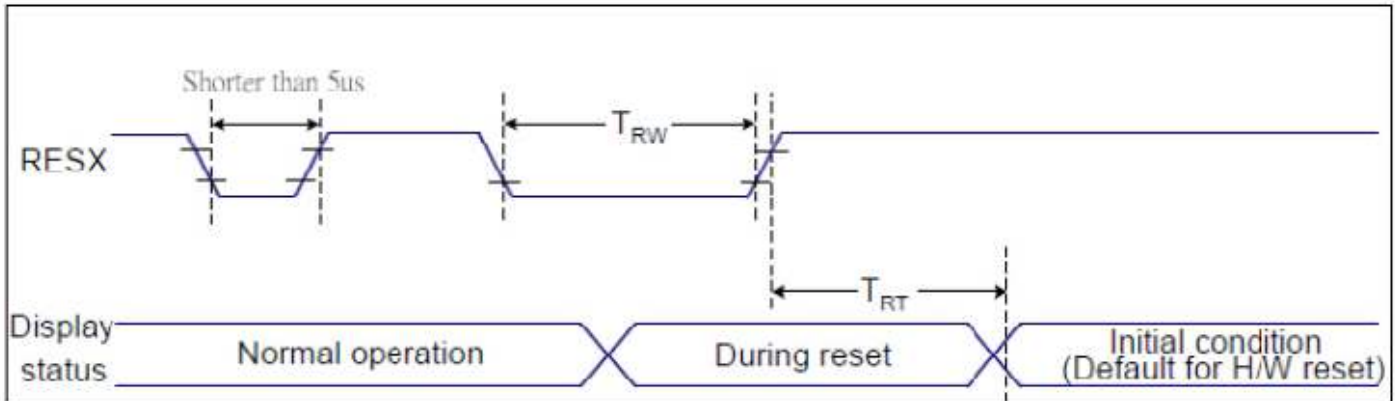 Shorter than 5us
RESX
TRW
TRT
Display
status
Normal operation
During reset
Initial condition
(Default for H/W reset)